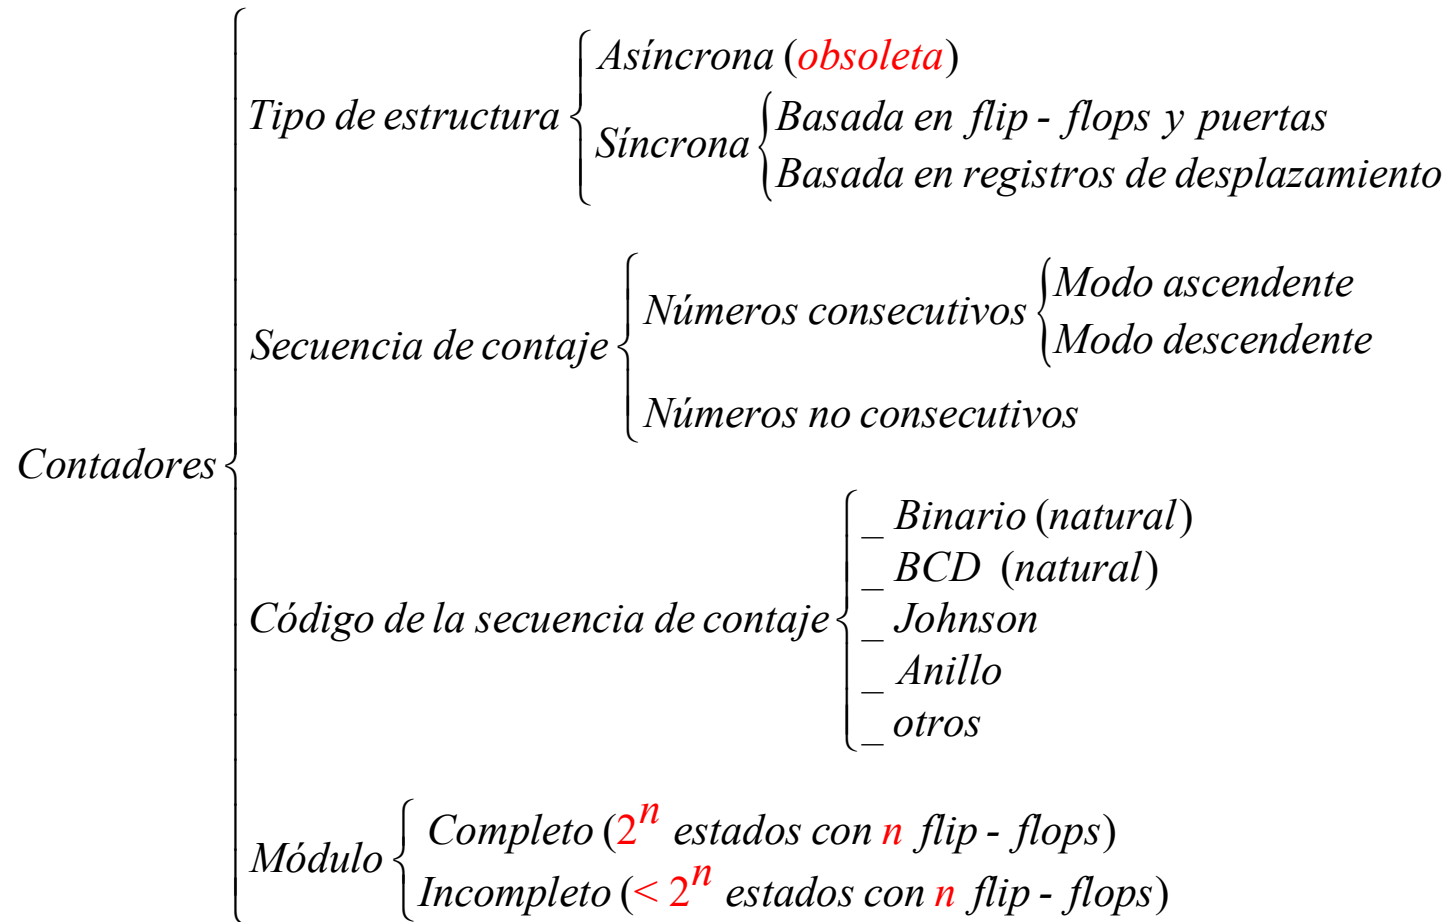 Asíncrona (obsoleta)
Tipo de estructura
Síncrona
Basada en flip - flops y puertas
Basada en registros de desplazamiento
Secuencia de contaje
Números consecutivos
Modo ascendente
Modo descendente
Números no consecutivos
Contadores
Código de la secuencia de contaje
_ Binario (natural)
_ BCD (natural)
_ Johnson
_ Anillo
_ otros
Módulo
Completo (2^n estados con n flip - flops)
Incompleto (< 2^n estados con n flip - flops)